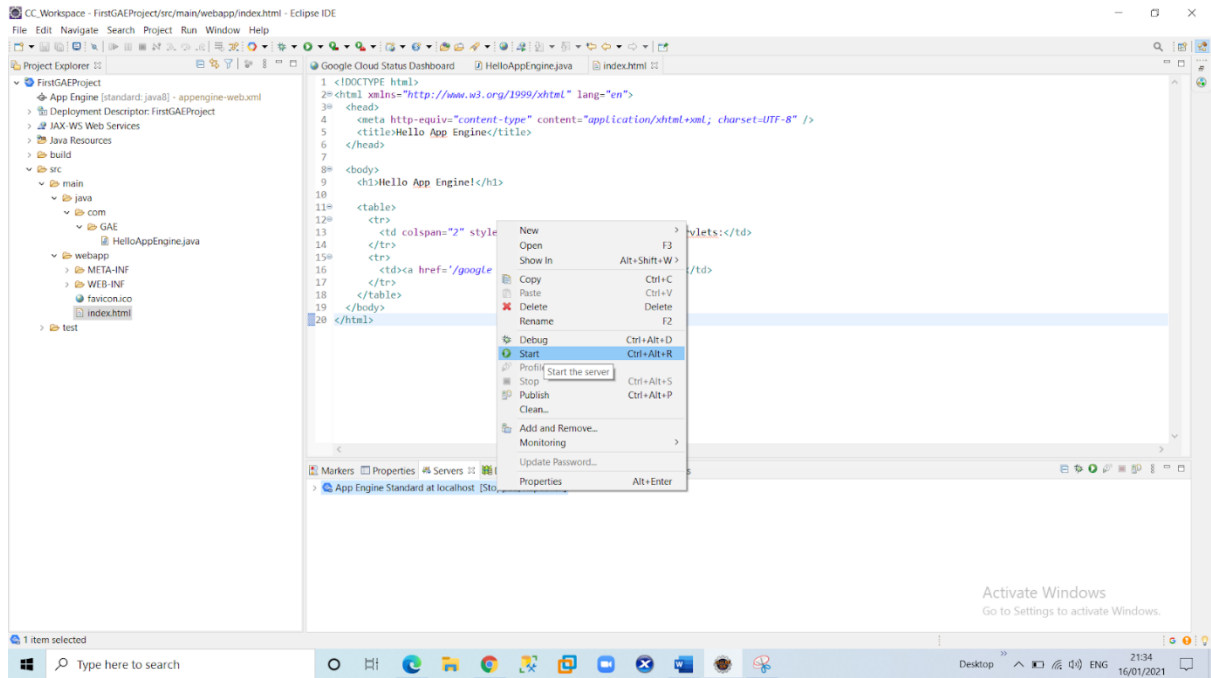 CC_Workspace - FirstGAEProject/src/main/webapp/index.html - Eclipse IDE
File Edit Navigate Search Project Run Window Help
Project Explorer
Google Cloud Status Dashboard HelloAppEngine.java index.html
FirstGAEProject
App Engine [standard: java8] - appengine-web.xml
Deployment Descriptor: FirstGAEProject
JAX-WS Web Services
Java Resources
build
src
main
java
com
GAE
HelloAppEngine.java
webapp
META-INF
WEB-INF
favicon.ico
index.html
test
1 <!DOCTYPE html>
2 <html xmlns="http://www.w3.org/1999/xhtml" lang="en">
3 <head>
4 <meta http-equiv="content-type" content="application/xhtml+xml; charset=UTF-8" />
5 <title>Hello App Engine</title>
6 </head>
7
8 <body>
9 <h1>Hello App Engine!</h1>
10
11 <table>
12 <tr>
13 <td colspan="2" style vlets:</td>
14 </tr>
15 <tr>
16 <td><a href='/google /td>
17 </tr>
18 </table>
19 </body>
20 </html>
New
Open F3
Show In Alt+Shift+W
Copy Ctrl+C
Paste Ctrl+V
Delete Delete
Rename F2
Debug Ctrl+Alt+D
Start Ctrl+Alt+R
Profile
Start the server
Stop Ctrl+Alt+S
Publish Ctrl+Alt+P
Clean...
Add and Remove...
Monitoring
Update Password...
Properties Alt+Enter
Markers Properties Servers
App Engine Standard at localhost
Activate Windows
Go to Settings to activate Windows.
1 item selected
Type here to search
Desktop ENG
21:34
16/01/2021